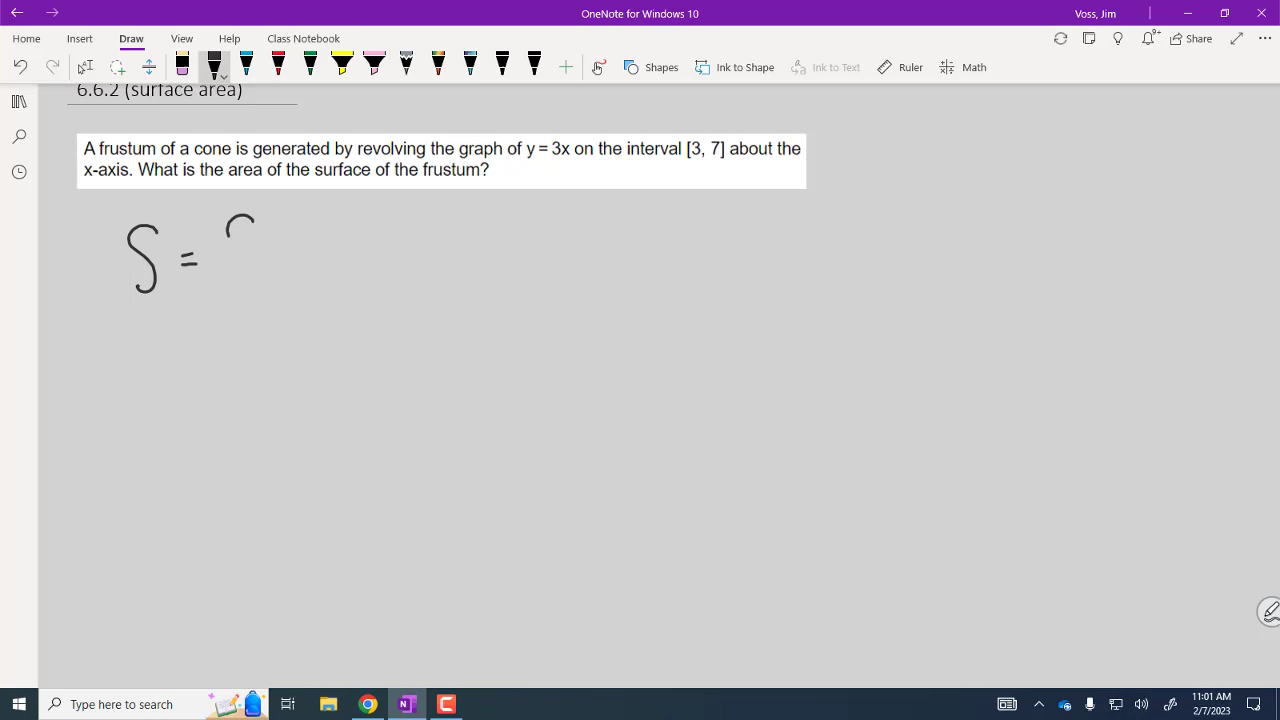 OneNote for Windows 10
Voss, Jim
Home Insert Draw View Help Class Notebook
Share
Shapes Ink to Shape Ink to Text Ruler Math
6.6.2 (surface area)
A frustum of a cone is generated by revolving the graph of y = 3x on the interval [3, 7] about the
x-axis. What is the area of the surface of the frustum?
S =
Type here to search
11:01 AM
2/7/2023